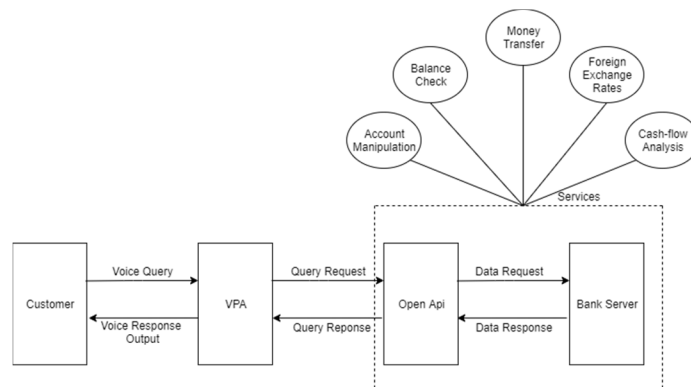 Money
Transfer
Balance
Check
Foreign
Exchange
Rates
Account
Manipulation
Cash-flow
Analysis
Services
Customer
Voice Query
Voice Response
Output
VPA
Query Request
Query Reponse
Open Api
Data Request
Data Response
Bank Server